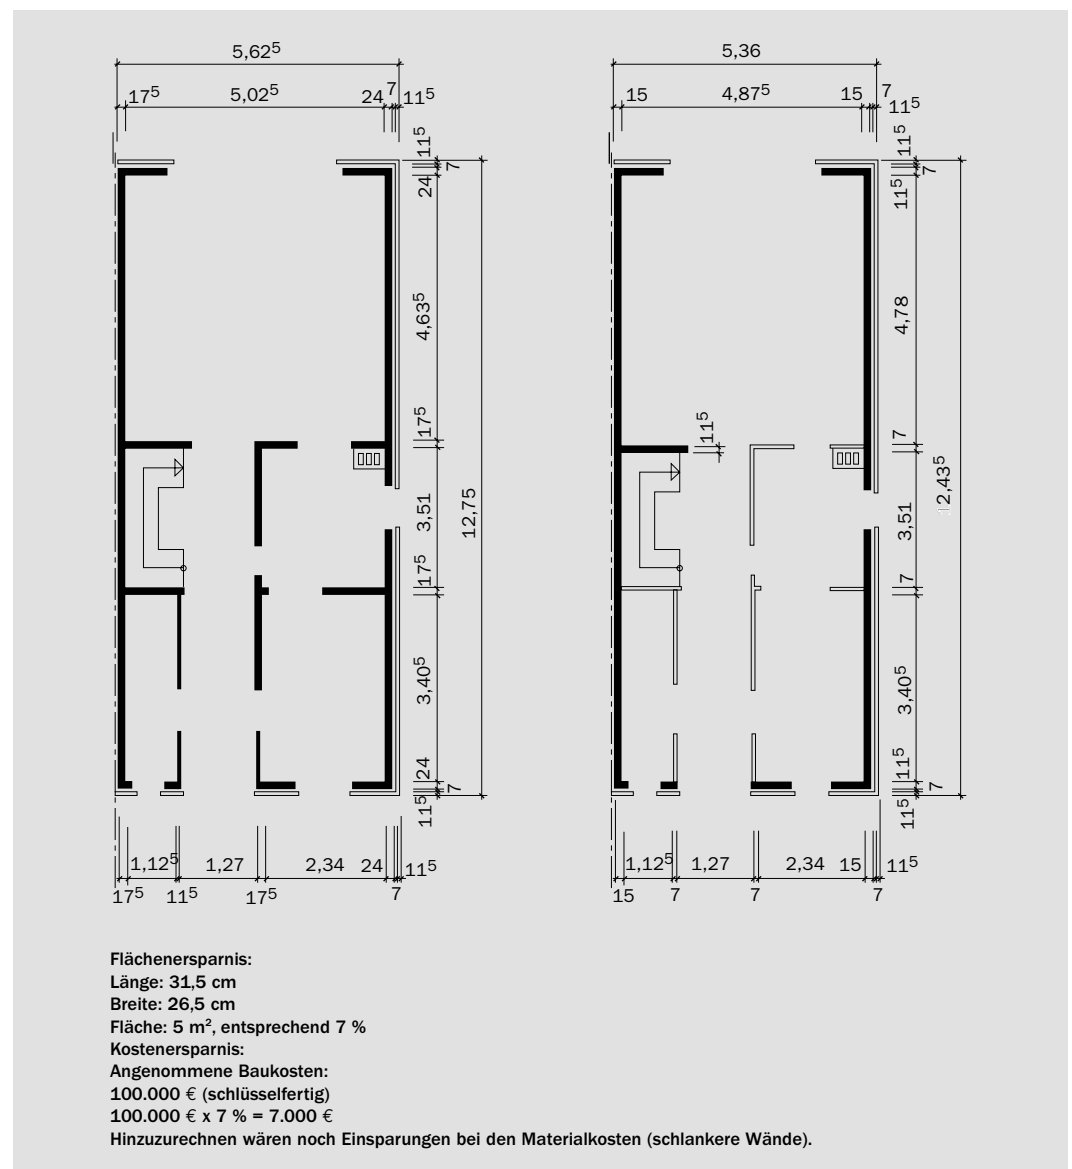 5,62⁵
17⁵ 5,02⁵ 24 7 11⁵
11⁵
7
24
4,63⁵
17⁵
3,51
12,75
17⁵
3,40⁵
24
7
11⁵
1,12⁵ 1,27 2,34 24 11⁵
17⁵ 11⁵ 17⁵ 7
5,36
15 4,87⁵ 15 7 11⁵
11⁵
7
11⁵
4,78
11⁵
7
12,43⁵
3,51
7
3,40⁵
11⁵
7
11⁵
1,12⁵ 1,27 2,34 15 11⁵
15 7 7 7
Flächenersparnis:
Länge: 31,5 cm
Breite: 26,5 cm
Fläche: 5 m², entsprechend 7 %
Kostenersparnis:
Angenommene Baukosten:
100.000 € (schlüsselfertig)
100.000 € x 7 % = 7.000 €
Hinzuzurechnen wären noch Einsparungen bei den Materialkosten (schlankere Wände).